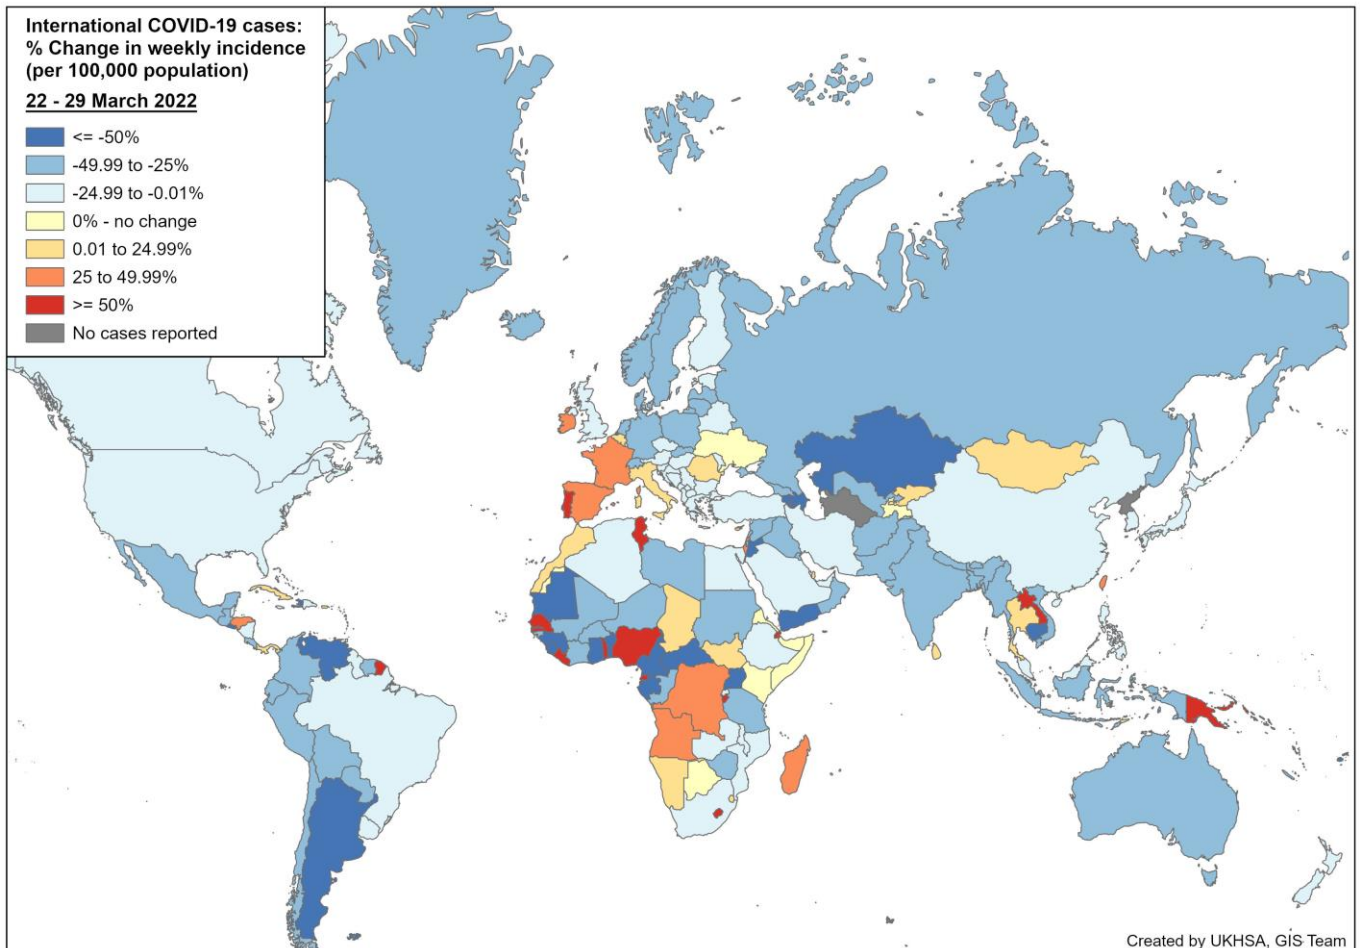 International COVID-19 cases:
% Change in weekly incidence
(per 100,000 population)
22 - 29 March 2022
<= -50%
-49.99 to -25%
-24.99 to -0.01%
0% - no change
0.01 to 24.99%
25 to 49.99%
>= 50%
No cases reported
Created by UKHSA, GIS Team